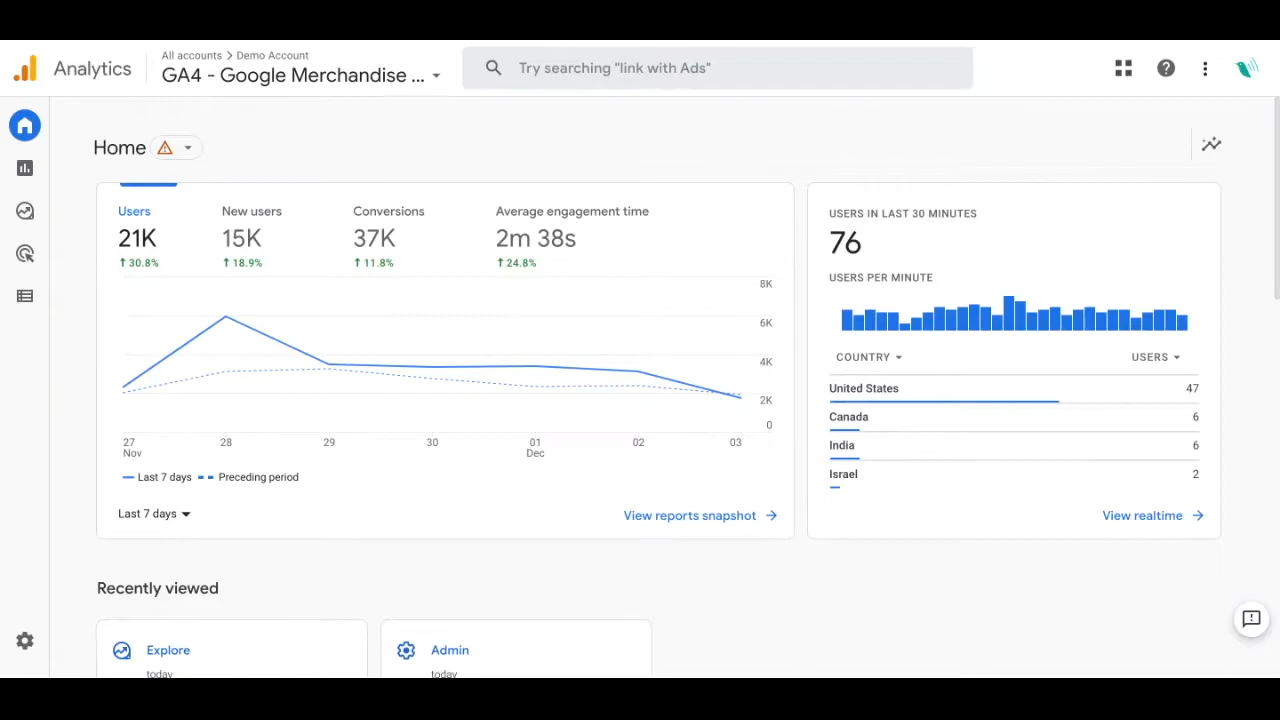 Analytics
All accounts > Demo Account
GA4 - Google Merchandise ...
Try searching "link with Ads"
Home
Users
21K
30.8%
New users
15K
18.9%
Conversions
37K
11.8%
Average engagement time
2m 38s
24.8%
8K
6K
4K
2K
0
27
Nov
28
29
30
01
Dec
02
03
Last 7 days
Preceding period
Last 7 days
View reports snapshot
USERS IN LAST 30 MINUTES
76
USERS PER MINUTE
COUNTRY
USERS
United States 47
Canada 6
India 6
Israel 2
View realtime
Recently viewed
Explore
today
Admin
today